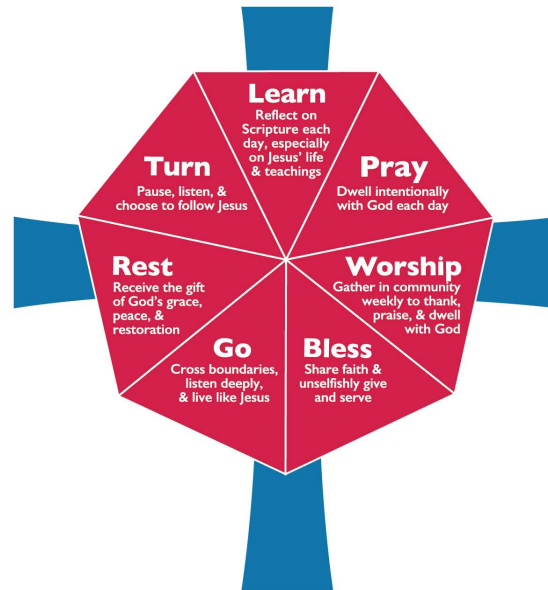 Learn
Reflect on
Scripture each
day, especially
on Jesus' life
& teachings
Pray
Dwell intentionally
with God each day
Worship
Gather in community
weekly to thank,
praise, & dwell
with God
Bless
Share faith &
unselfishly give
and serve
Go
Cross boundaries,
listen deeply,
& live like Jesus
Rest
Receive the gift
of God's grace,
peace, &
restoration
Turn
Pause, listen, &
choose to follow Jesus